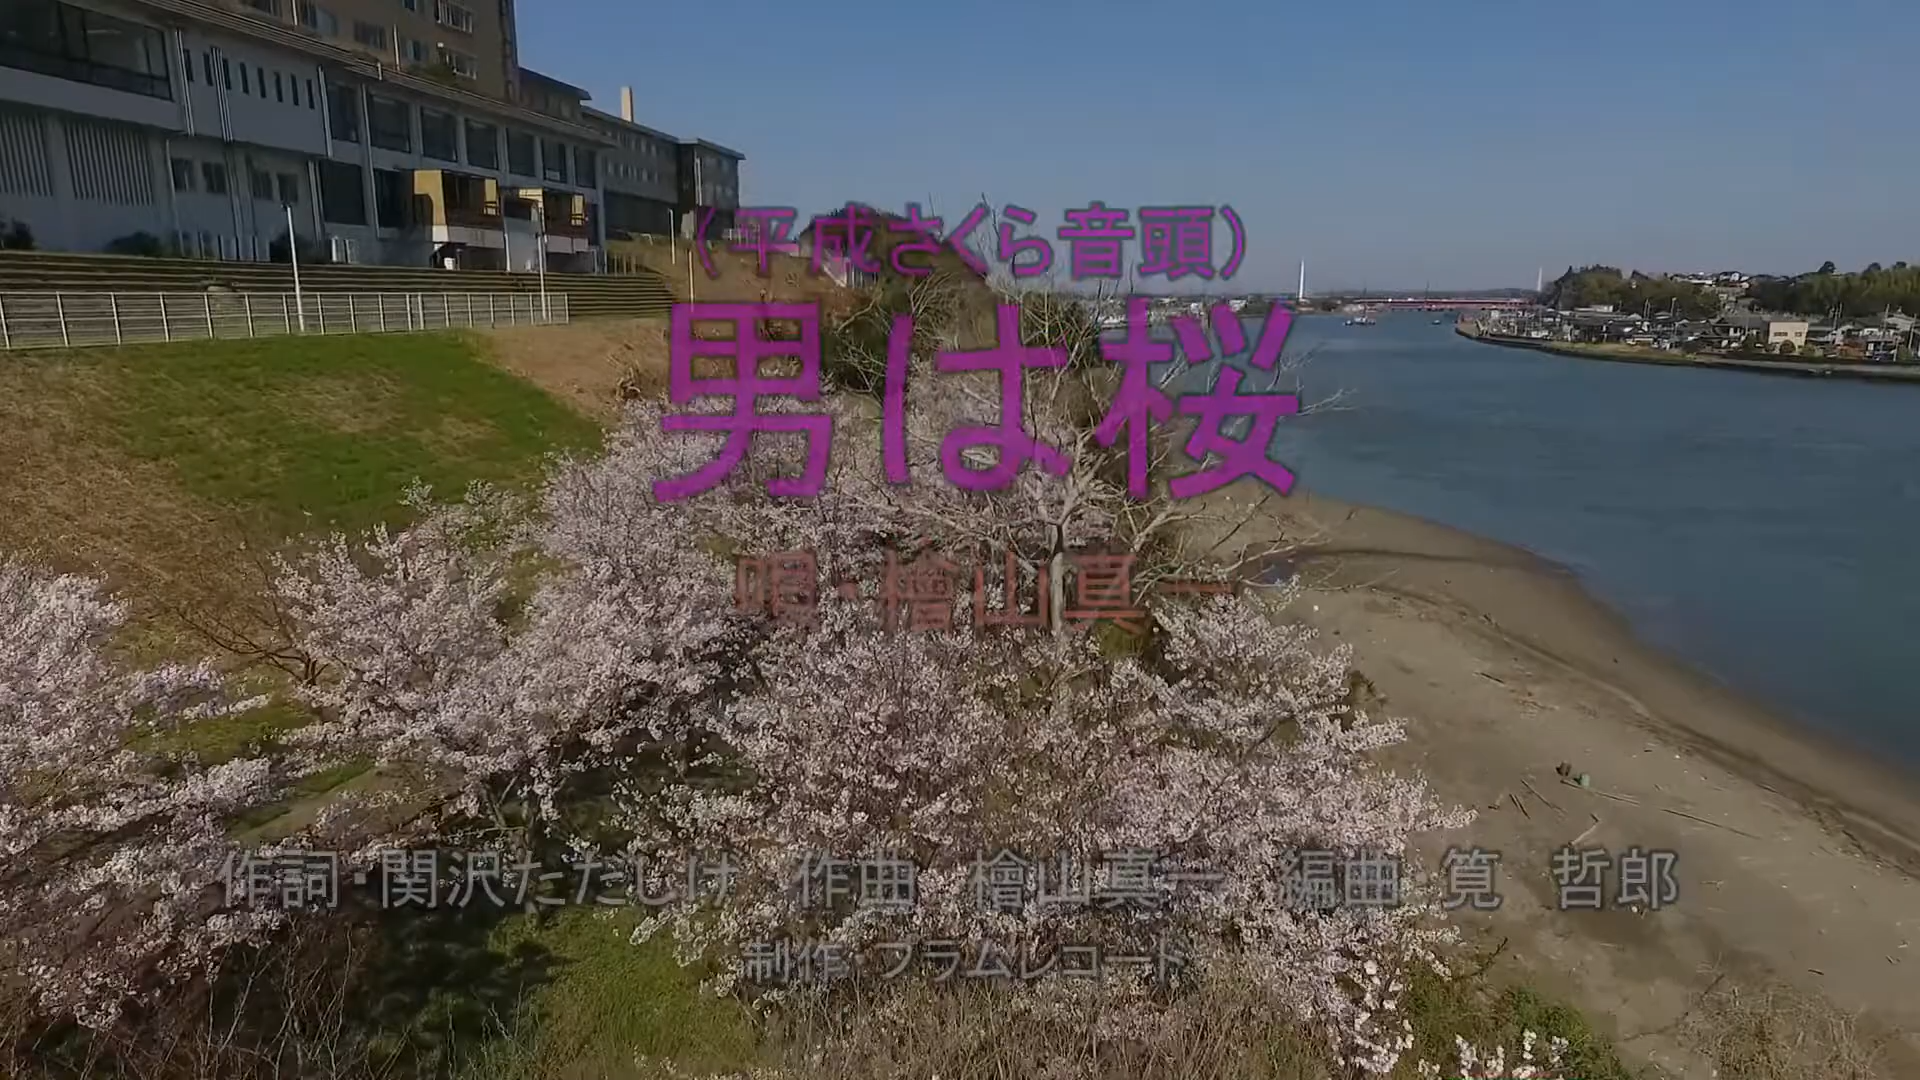 （平成さくら音頭）
男は桜
唄・檜山真一
作詞・関沢ただしげ　作曲　檜山真一　編曲・筧　哲郎
制作・プラムレコード